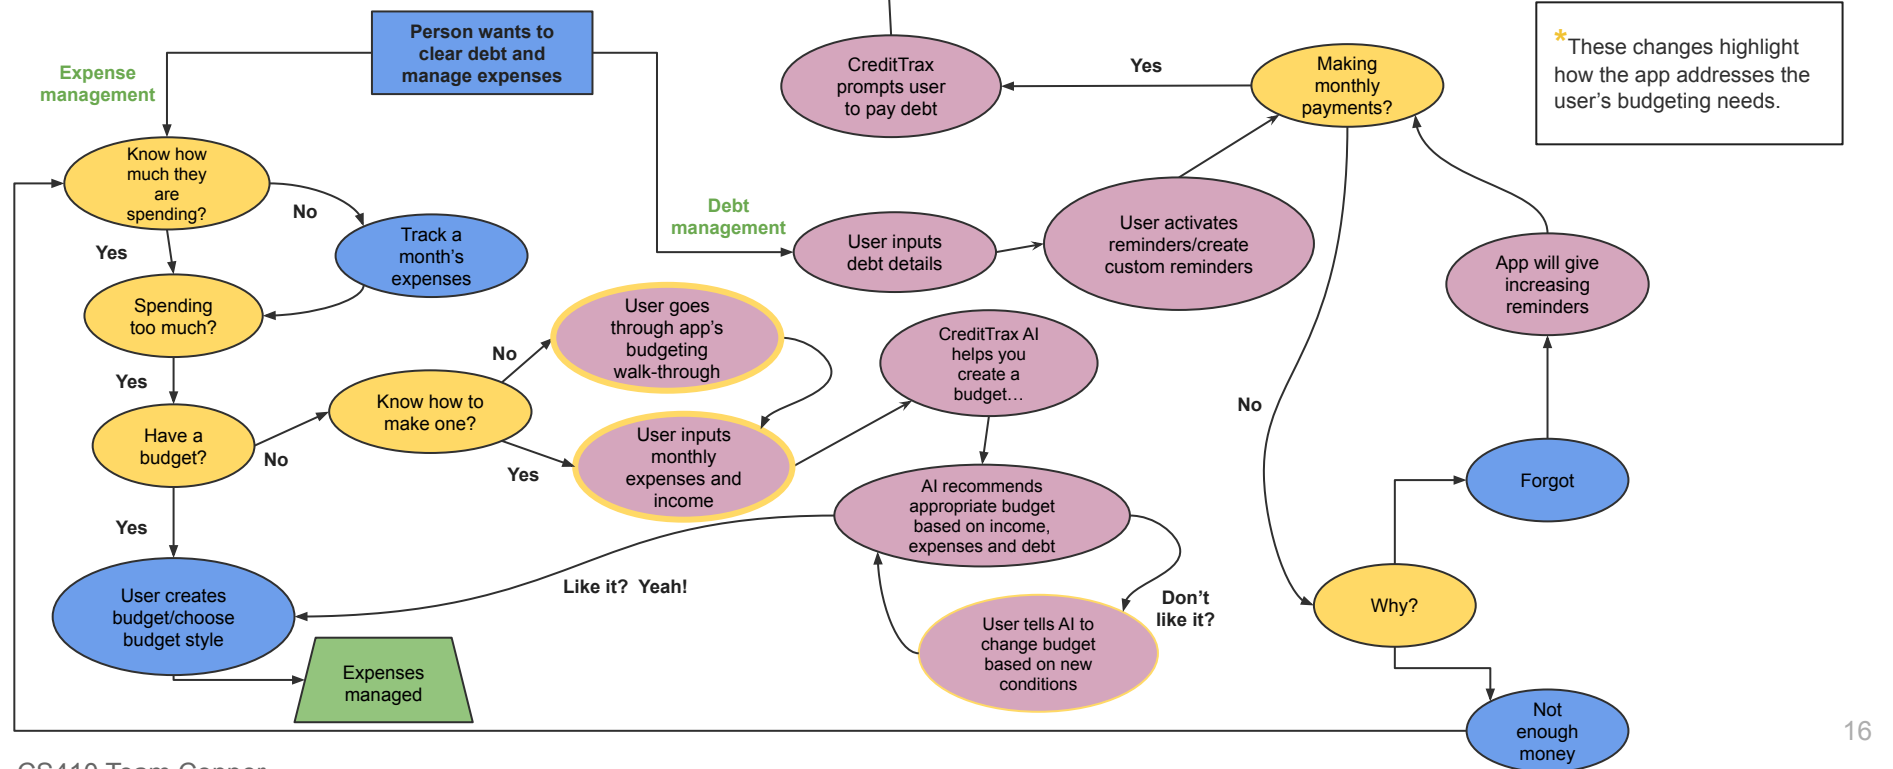 Person wants to
clear debt and
manage expenses
Expense
management
Know how
much they
are
spending?
No
Track a
month's
expenses
Yes
Spending
too much?
Yes
Have a
budget?
No
Know how to
make one?
No
User goes
through app's
budgeting
walk-through
Yes
User inputs
monthly
expenses and
income
Yes
User creates
budget/choose
budget style
Expenses
managed
CreditTrax AI
helps you
create a
budget…
AI recommends
appropriate budget
based on income,
expenses and debt
Like it? Yeah!
Don't
like it?
User tells AI to
change budget
based on new
conditions
Debt
management
User inputs
debt details
User activates
reminders/create
custom reminders
Making
monthly
payments?
Yes
CreditTrax
prompts user
to pay debt
No
Why?
Forgot
App will give
increasing
reminders
Not
enough
money
*These changes highlight
how the app addresses the
user's budgeting needs.
16